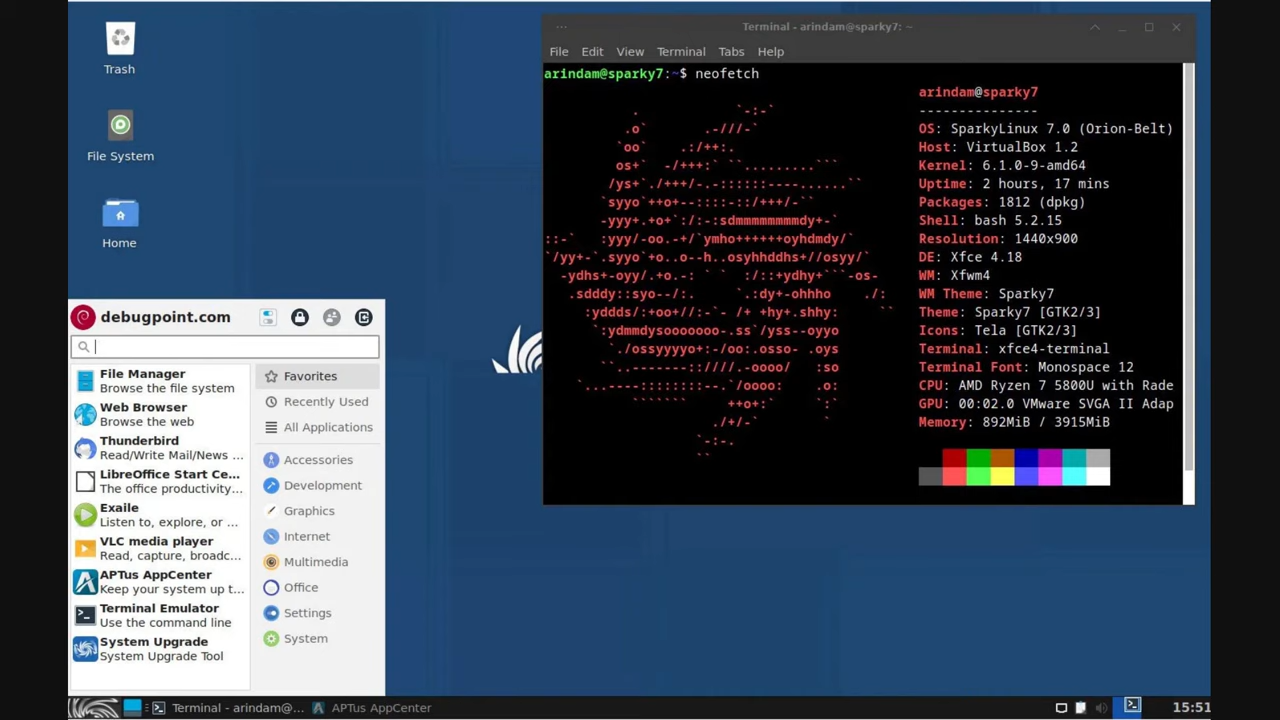 Trash
File System
Home
Terminal - arindam@sparky7: ~
File Edit View Terminal Tabs Help
arindam@sparky7:~$ neofetch
arindam@sparky7
---------------
OS: SparkyLinux 7.0 (Orion-Belt)
Host: VirtualBox 1.2
Kernel: 6.1.0-9-amd64
Uptime: 2 hours, 17 mins
Packages: 1812 (dpkg)
Shell: bash 5.2.15
Resolution: 1440x900
DE: Xfce 4.18
WM: Xfwm4
WM Theme: Sparky7
Theme: Sparky7 [GTK2/3]
Icons: Tela [GTK2/3]
Terminal: xfce4-terminal
Terminal Font: Monospace 12
CPU: AMD Ryzen 7 5800U with Rade
GPU: 00:02.0 VMware SVGA II Adap
Memory: 892MiB / 3915MiB
debugpoint.com
File Manager
Browse the file system
Web Browser
Browse the web
Thunderbird
Read/Write Mail/News ...
LibreOffice Start Ce...
The office productivity...
Exaile
Listen to, explore, or ...
VLC media player
Read, capture, broadc...
APTus AppCenter
Keep your system up t...
Terminal Emulator
Use the command line
System Upgrade
System Upgrade Tool
Favorites
Recently Used
All Applications
Accessories
Development
Graphics
Internet
Multimedia
Office
Settings
System
Terminal - arindam@...
APTus AppCenter
15:51